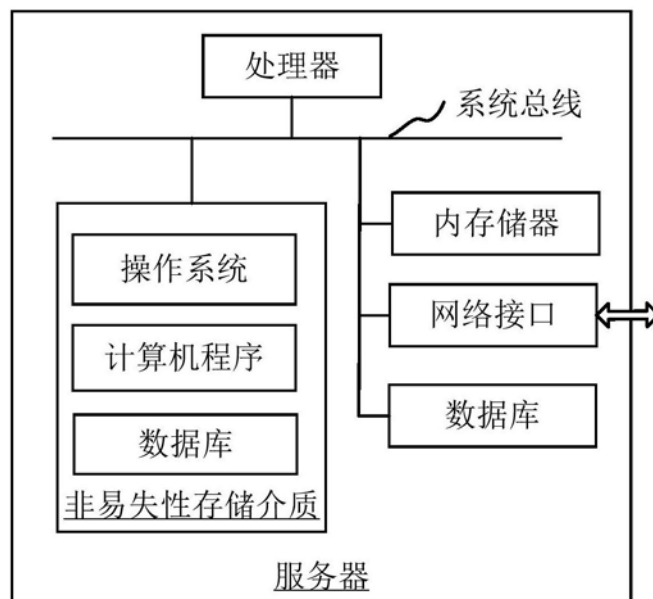 处理器
系统总线
操作系统
计算机程序
数据库
非易失性存储介质
内存储器
网络接口
数据库
服务器